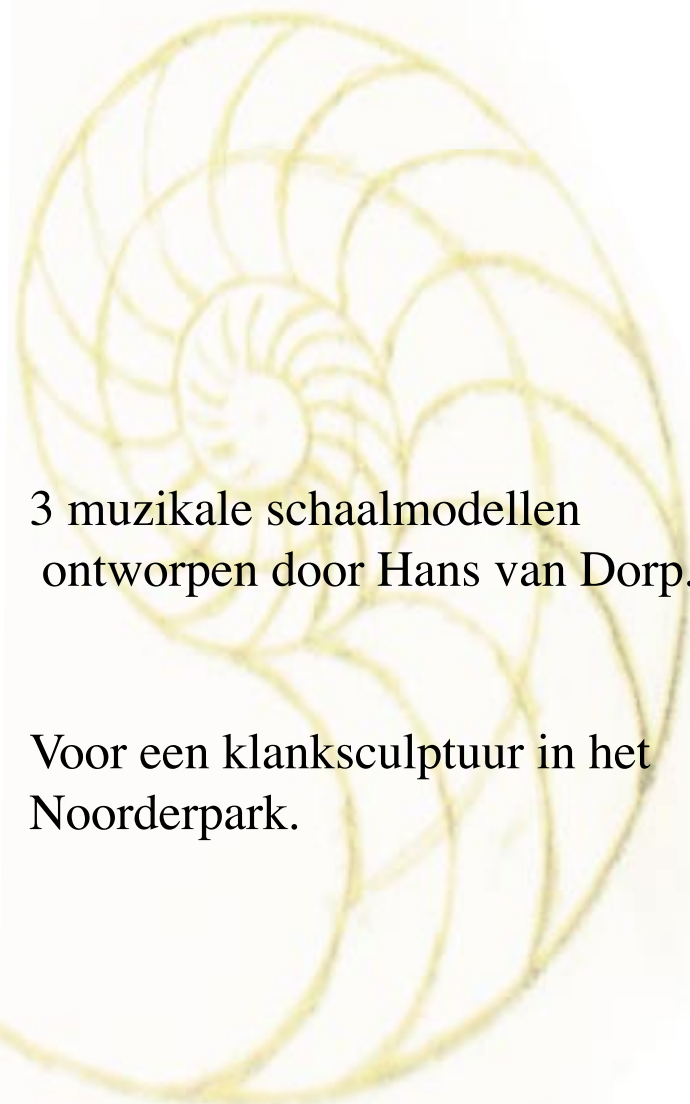 3 muzikale schaalmodellen
ontworpen door Hans van Dorp.
Voor een klanksculptuur in het
Noorderpark.